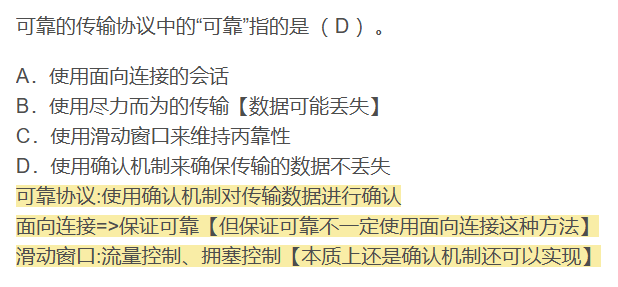 可靠的传输协议中的“可靠”指的是（ D ）。
A．使用面向连接的会话
B．使用尽力而为的传输【数据可能丢失】
C．使用滑动窗口来维持丙靠性
D．使用确认机制来确保传输的数据不丢失
可靠协议:使用确认机制对传输数据进行确认
面向连接=>保证可靠【但保证可靠不一定使用面向连接这种方法】
滑动窗口:流量控制、拥塞控制【本质上还是确认机制还可以实现】